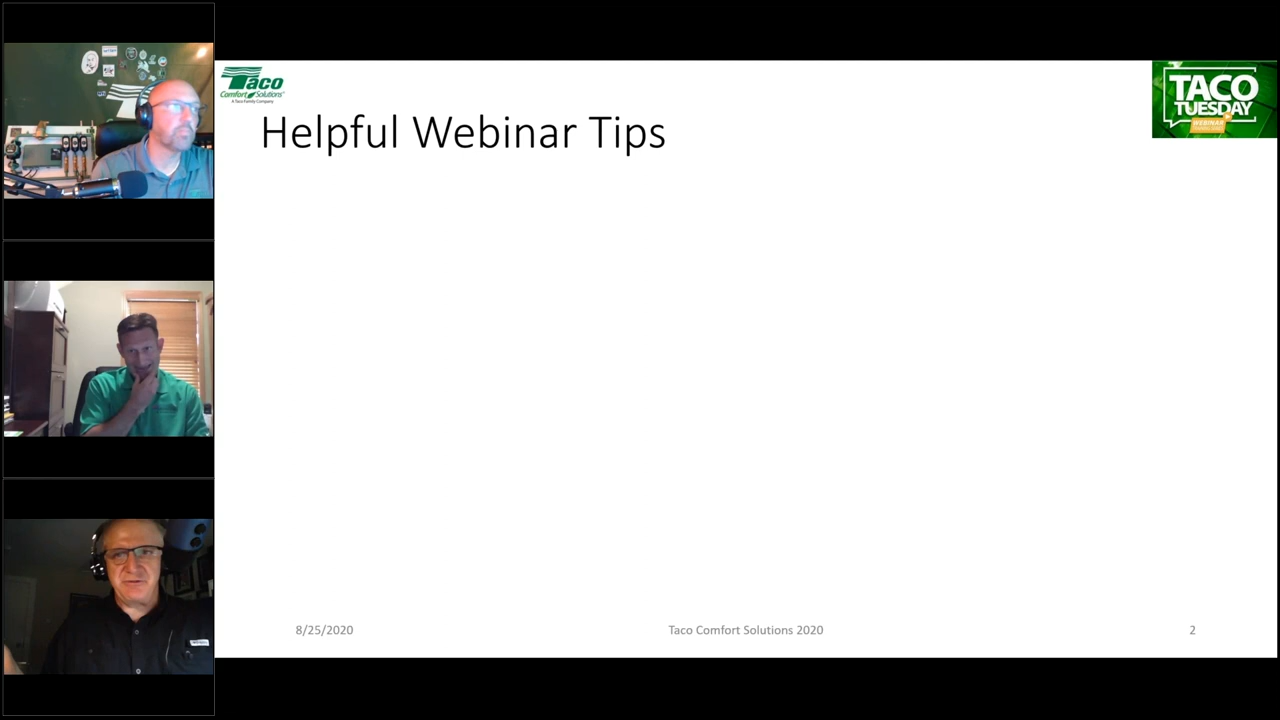 Taco
Comfort Solutions
A Taco Family Company
TACO
TUESDAY
WEBINAR
Helpful Webinar Tips
8/25/2020
Taco Comfort Solutions 2020
2